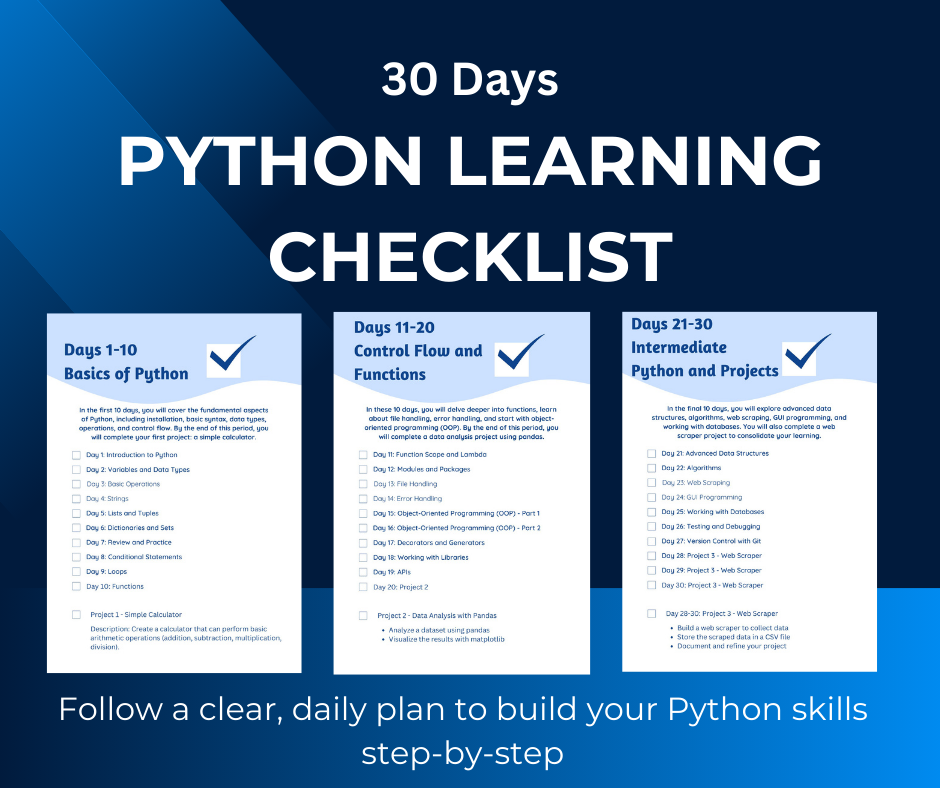 30 Days
PYTHON LEARNING
CHECKLIST
Days 1-10
Basics of Python
In the first 10 days, you will cover the fundamental aspects
of Python, including installation, basic syntax, data types,
operations, and control flow. By the end of this period, you
will complete your first project: a simple calculator.
Day 1: Introduction to Python
Day 2: Variables and Data Types
Day 3: Basic Operations
Day 4: Strings
Day 5: Lists and Tuples
Day 6: Dictionaries and Sets
Day 7: Review and Practice
Day 8: Conditional Statements
Day 9: Loops
Day 10: Functions
Project 1 - Simple Calculator
Description: Create a calculator that can perform basic
arithmetic operations (addition, subtraction, multiplication,
division).
Days 11-20
Control Flow and
Functions
In these 10 days, you will delve deeper into functions, learn
about file handling, error handling, and start with object-
oriented programming (OOP). By the end of this period, you
will complete a data analysis project using pandas.
Day 11: Function Scope and Lambda
Day 12: Modules and Packages
Day 13: File Handling
Day 14: Error Handling
Day 15: Object-Oriented Programming (OOP) - Part 1
Day 16: Object-Oriented Programming (OOP) - Part 2
Day 17: Decorators and Generators
Day 18: Working with Libraries
Day 19: APIs
Day 20: Project 2
Project 2 - Data Analysis with Pandas
• Analyze a dataset using pandas
• Visualize the results with matplotlib
Days 21-30
Intermediate
Python and Projects
In the final 10 days, you will explore advanced data
structures, algorithms, web scraping, GUI programming, and
working with databases. You will also complete a web
scraper project to consolidate your learning.
Day 21: Advanced Data Structures
Day 22: Algorithms
Day 23: Web Scraping
Day 24: GUI Programming
Day 25: Working with Databases
Day 26: Testing and Debugging
Day 27: Version Control with Git
Day 28: Project 3 - Web Scraper
Day 29: Project 3 - Web Scraper
Day 30: Project 3 - Web Scraper
Day 28-30: Project 3 - Web Scraper
• Build a web scraper to collect data
• Store the scraped data in a CSV file
• Document and refine your project
Follow a clear, daily plan to build your Python skills
step-by-step